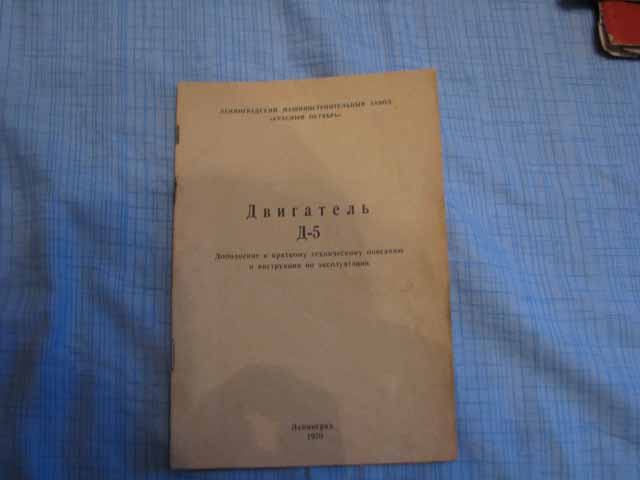 ЛЕНИНГРАДСКИЙ МАШИНОСТРОИТЕЛЬНЫЙ ЗАВОД
«КРАСНЫЙ ОКТЯБРЬ»
Двигатель
Д-5
Дополнение к краткому техническому описанию
и инструкции по эксплуатации
Ленинград
1970